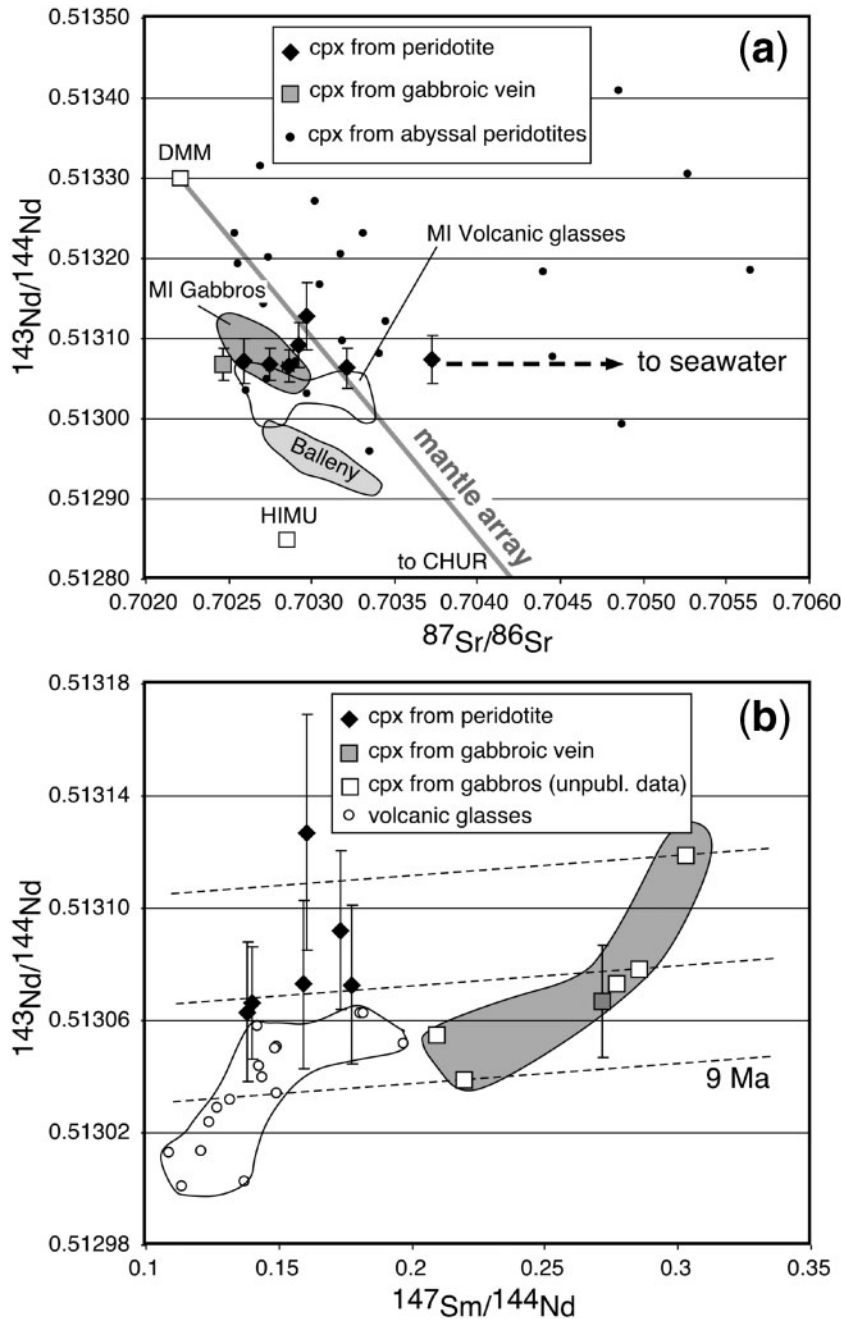 (a)
cpx from peridotite
cpx from gabbroic vein
cpx from abyssal peridotites
DMM
MI Volcanic glasses
MI Gabbros
to seawater
Balleny
mantle array
HIMU
to CHUR
0.51350
0.51340
0.51330
0.51320
0.51310
0.51300
0.51290
0.51280
143Nd/144Nd
0.7020 0.7025 0.7030 0.7035 0.7040 0.7045 0.7050 0.7055 0.7060
87Sr/86Sr
(b)
cpx from peridotite
cpx from gabbroic vein
cpx from gabbros (unpubl. data)
volcanic glasses
9 Ma
0.51318
0.51314
0.51310
0.51306
0.51302
0.51298
143Nd/144Nd
0.1 0.15 0.2 0.25 0.3 0.35
147Sm/144Nd